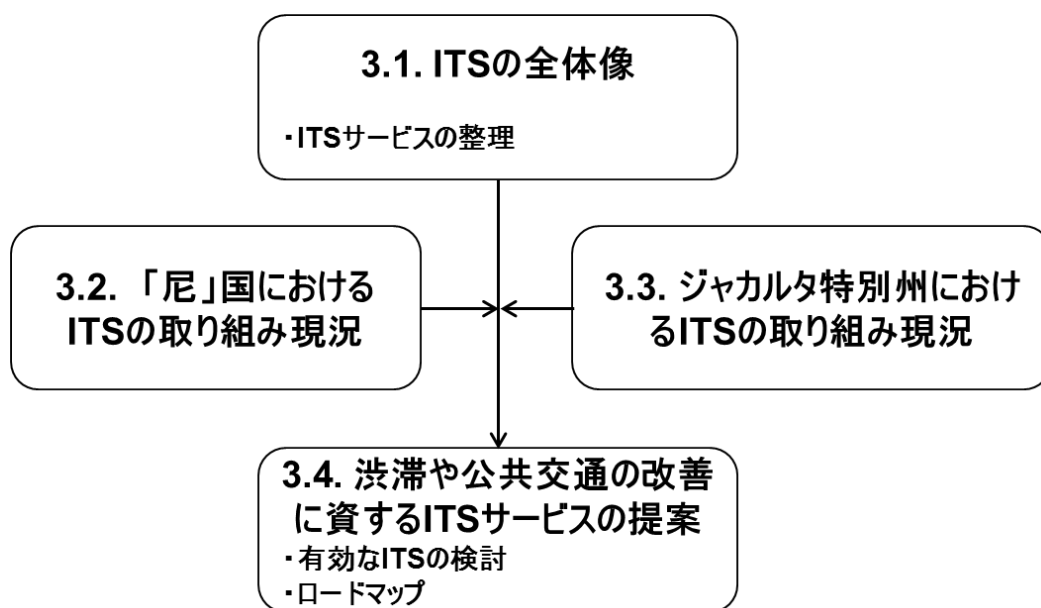 3.1. ITSの全体像
・ITSサービスの整理
3.2. 「尼」国における
ITSの取り組み現況
3.3. ジャカルタ特別州におけ
るITSの取り組み現況
3.4. 渋滞や公共交通の改善
に資するITSサービスの提案
・有効なITSの検討
・ロードマップ